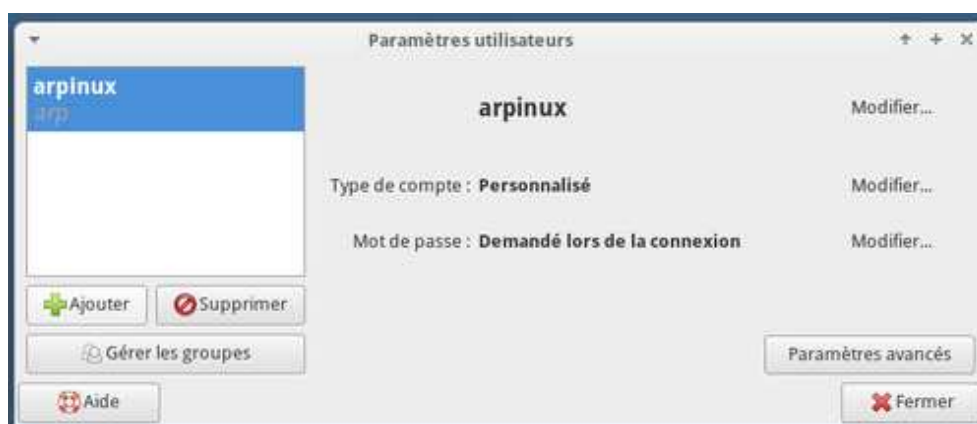 Paramètres utilisateurs
arpinux
arp
arpinux Modifier...
Type de compte : Personnalisé Modifier...
Mot de passe : Demandé lors de la connexion Modifier...
Ajouter Supprimer
Gérer les groupes Paramètres avancés
Aide Fermer